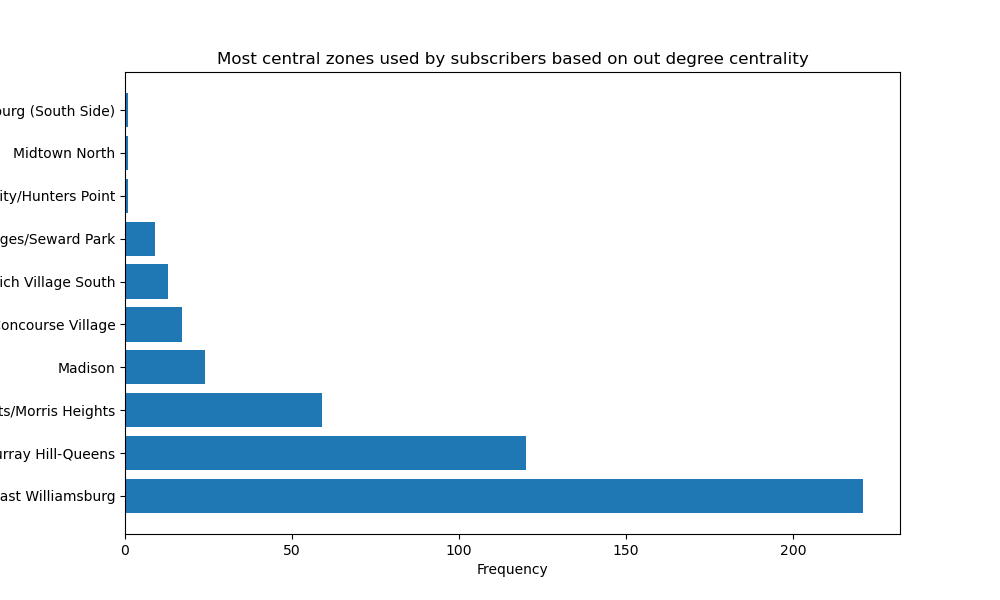 Most central zones used by subscribers based on out degree centrality
burg (South Side)
Midtown North
ity/Hunters Point
ges/Seward Park
ich Village South
Concourse Village
Madison
ts/Morris Heights
urray Hill-Queens
ast Williamsburg
0 50 100 150 200
Frequency